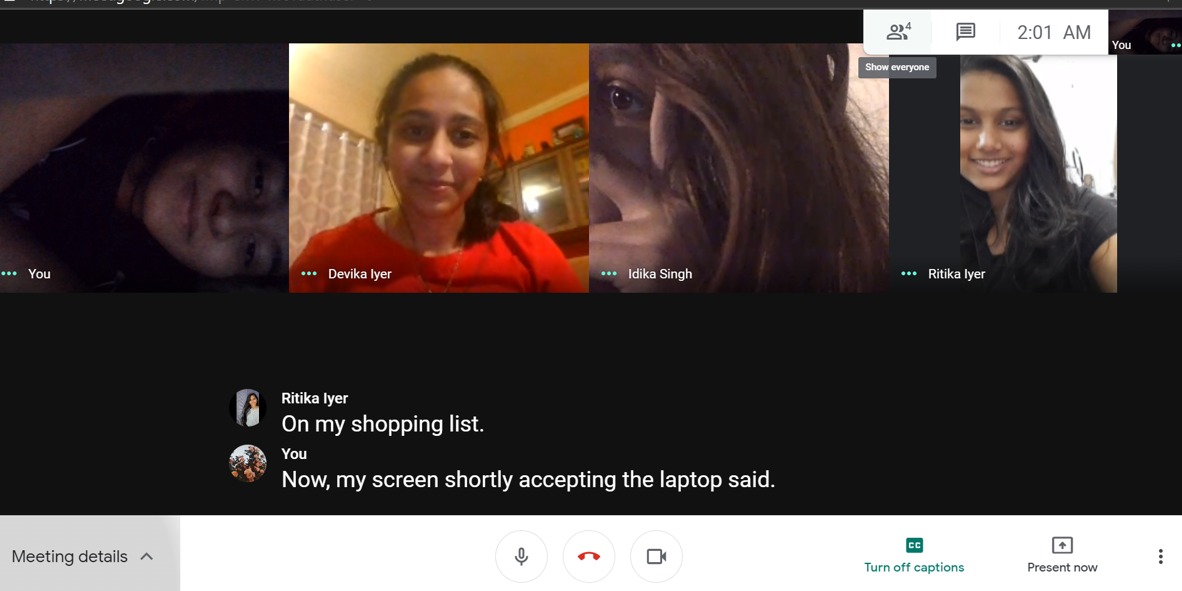 4
2:01 AM
You
Show everyone
You
Devika Iyer
Idika Singh
Ritika Iyer
Ritika Iyer
On my shopping list.
You
Now, my screen shortly accepting the laptop said.
Meeting details
CC
Turn off captions
Present now